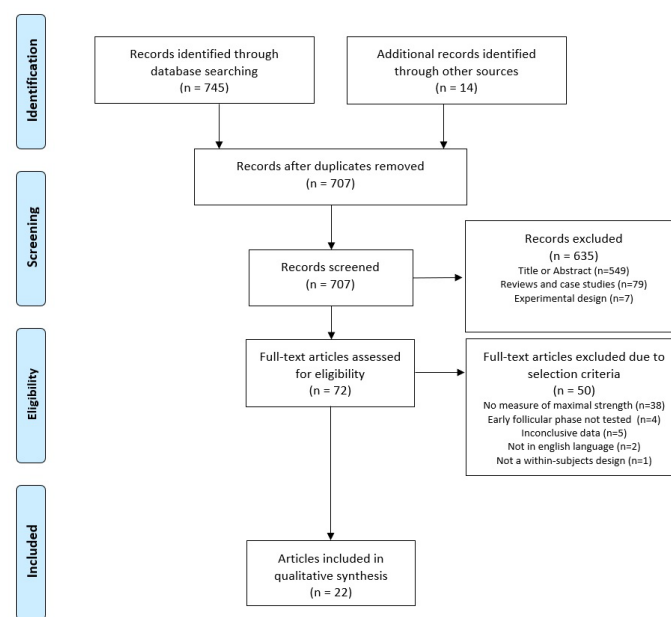 Identification
Records identified through
database searching
(n = 745)
Additional records identified
through other sources
(n = 14)
Records after duplicates removed
(n = 707)
Screening
Records screened
(n = 707)
Records excluded
(n = 635)
Title or Abstract (n=549)
Reviews and case studies (n=79)
Experimental design (n=7)
Eligibility
Full-text articles assessed
for eligibility
(n = 72)
Full-text articles excluded due to
selection criteria
(n = 50)
No measure of maximal strength (n=38)
Early follicular phase not tested (n=4)
Inconclusive data (n=5)
Not in english language (n=2)
Not a within-subjects design (n=1)
Included
Articles included in
qualitative synthesis
(n = 22)